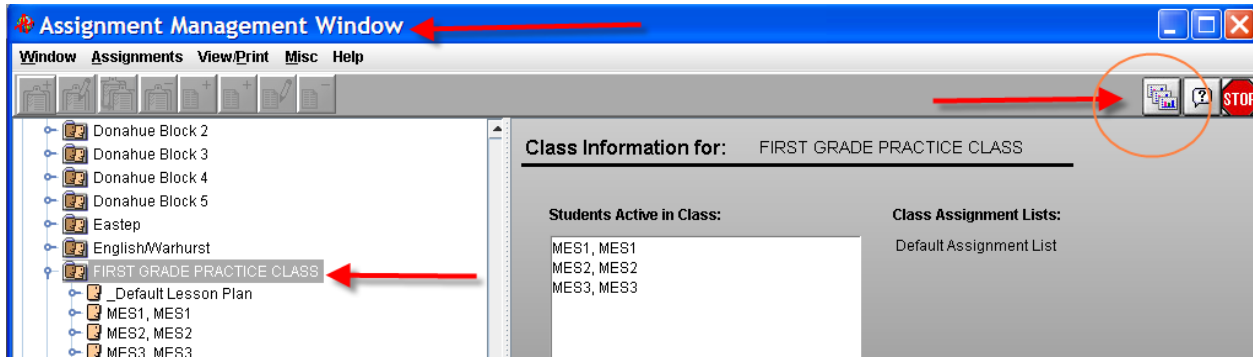 Assignment Management Window
Window Assignments View/Print Misc Help
STOP
Donahue Block 2
Donahue Block 3
Donahue Block 4
Donahue Block 5
Eastep
English/Warhurst
FIRST GRADE PRACTICE CLASS
_Default Lesson Plan
MES1, MES1
MES2, MES2
MES3, MES3
Class Information for: FIRST GRADE PRACTICE CLASS
Students Active in Class:
MES1, MES1
MES2, MES2
MES3, MES3
Class Assignment Lists:
Default Assignment List